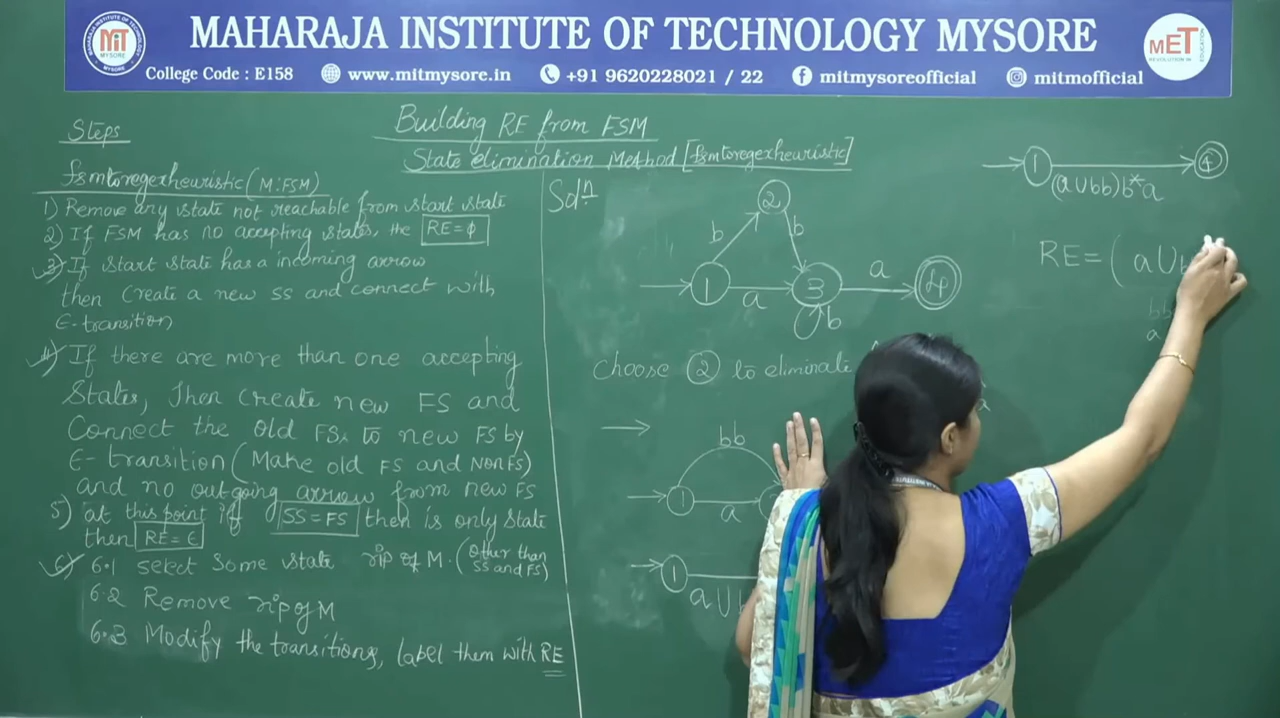 MAHARAJA INSTITUTE OF TECHNOLOGY MYSORE
College Code : E158 www.mitmysore.in +91 9620228021 / 22 mitmysoreofficial mitmofficial
MiT
MYSORE
MET
Building RE from FSM
State elimination Method [fsmtoregexheuristic]
Steps
fsmtoregexheuristic (M:FSM)
1) Remove any state not reachable from start state
2) If FSM has no accepting states, the RE=ϕ
3) If start state has a incoming arrow
then create a new SS and connect with
ϵ-transition
4) If there are more than one accepting
States, Then create new FS and
Connect the old FSs to new FS by
ϵ-transition (Make old FS and NonFS)
and no outgoing arrow from new FS
5) at this point if SS=FS then is only state
then RE=ϵ
6) 6.1 select some state rip of M. (other than
SS and FS)
6.2 Remove rip of M
6.3 Modify the transitions, label them with RE
Soln
2
b b
1 a 3 a 4
b
Choose 2 to eliminate
bb
1 a
1
a U
1 4
(a∪bb)b*a
RE=( a∪b
bb
a